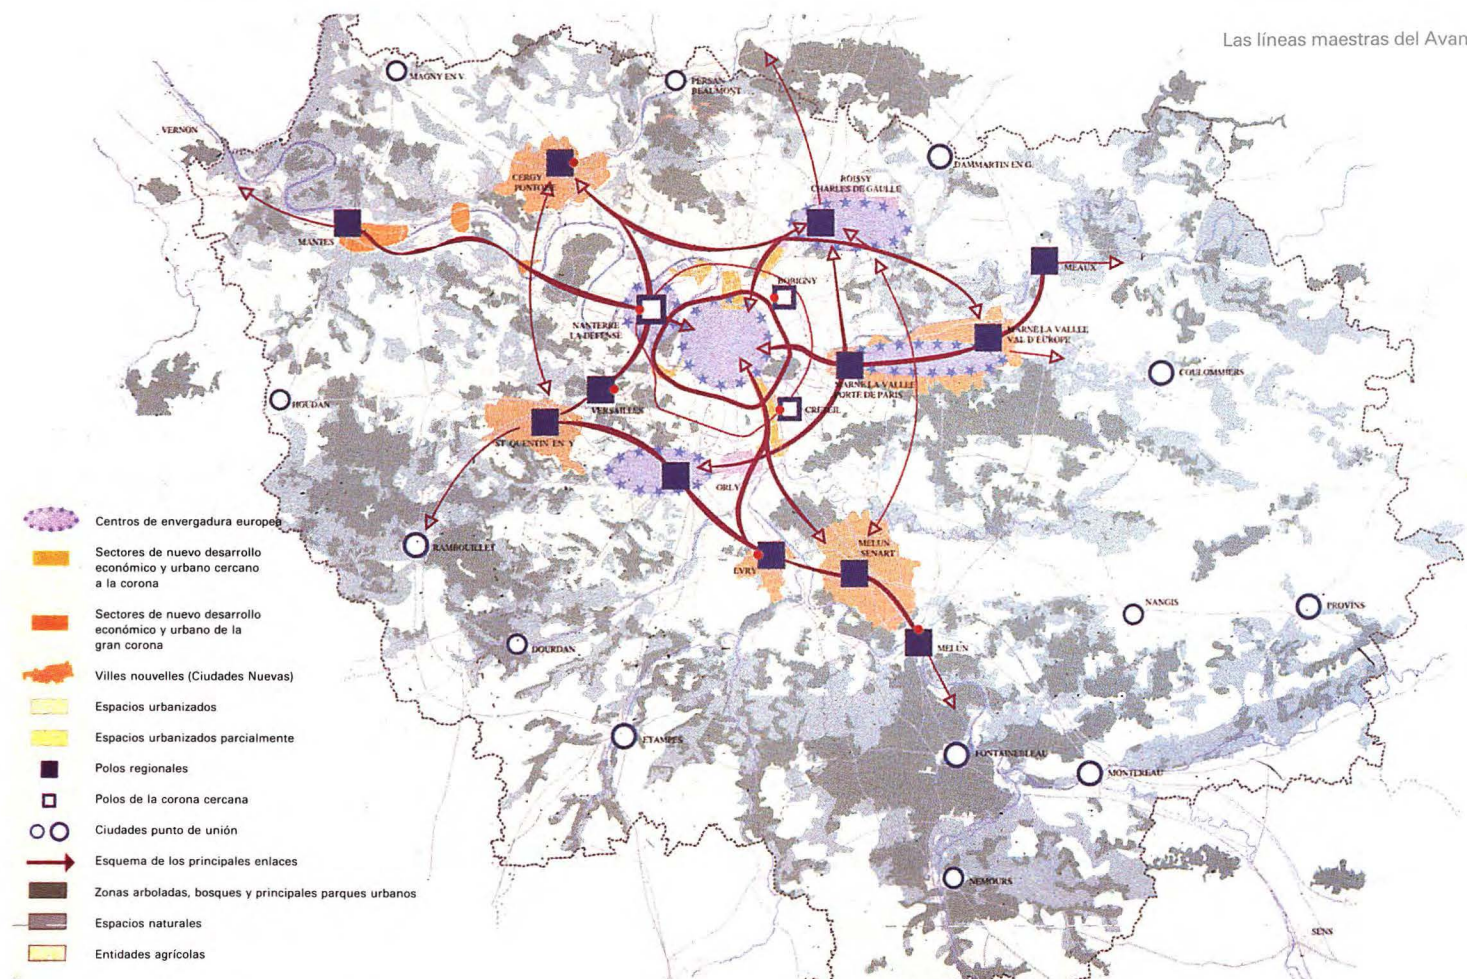 Las líneas maestras del Avan
MAGNY EN V.
PERSAN
BEAUMONT
VERNON
DAMMARTIN EN G.
CERGY
PONTOISE
ROISSY
CHARLES DE GAULLE
MANTES
MEAUX
BOBIGNY
NANTERRE
LA DEFENSE
MARNE LA VALLEE
VAL D'EUROPE
MARNE LA VALLEE
PORTE DE PARIS
COULOMMIERS
HOUDAN
VERSAILLES
CRETEIL
ST QUENTIN EN Y
ORLY
RAMBOUILLET
MELUN
SENART
EVRY
NANGIS
PROVINS
DOURDAN
MELUN
ETAMPES
FONTAINEBLEAU
MONTEREAU
NEMOURS
SENS
Centros de envergadura europea
Sectores de nuevo desarrollo
económico y urbano cercano
a la corona
Sectores de nuevo desarrollo
económico y urbano de la
gran corona
Villes nouvelles (Ciudades Nuevas)
Espacios urbanizados
Espacios urbanizados parcialmente
Polos regionales
Polos de la corona cercana
Ciudades punto de unión
Esquema de los principales enlaces
Zonas arboladas, bosques y principales parques urbanos
Espacios naturales
Entidades agrícolas